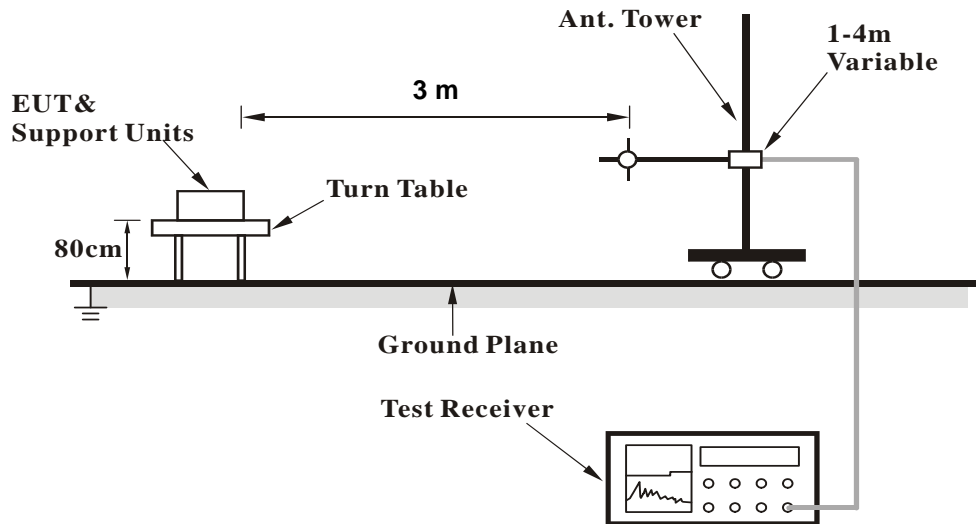 Ant. Tower
1-4m
Variable
3 m
EUT&
Support Units
Turn Table
80cm
Ground Plane
Test Receiver